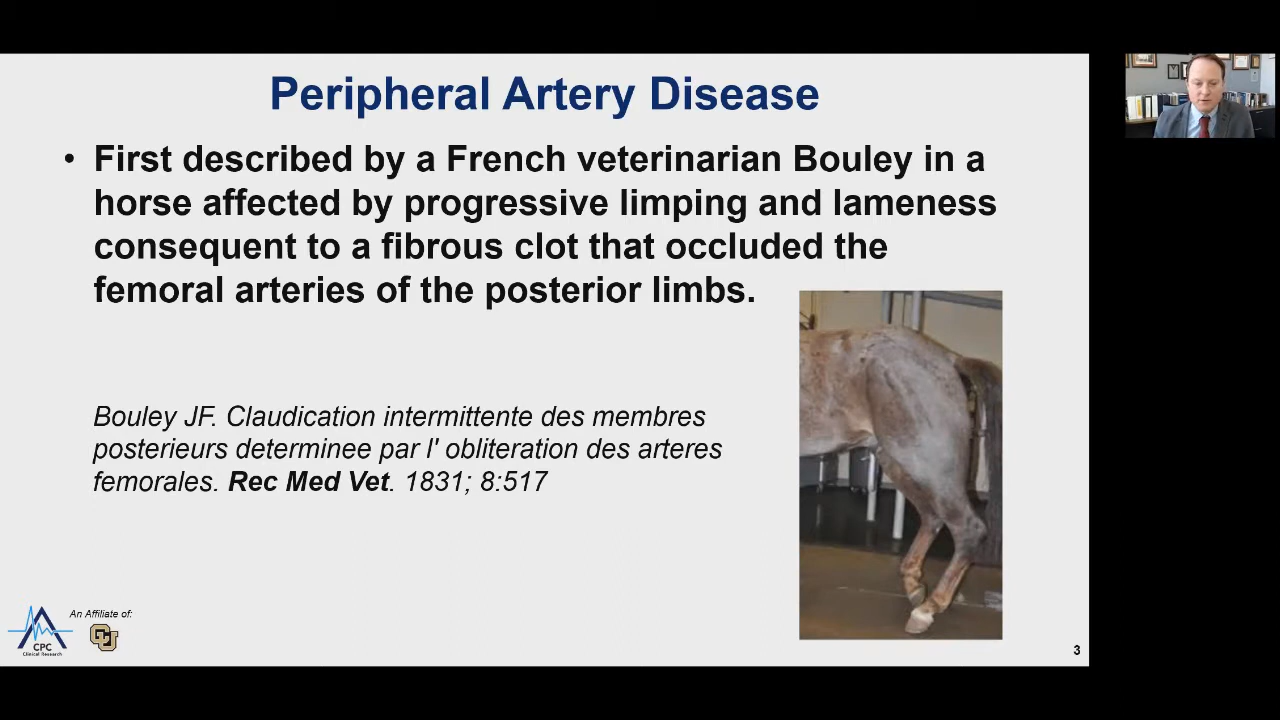 Peripheral Artery Disease
• First described by a French veterinarian Bouley in a
horse affected by progressive limping and lameness
consequent to a fibrous clot that occluded the
femoral arteries of the posterior limbs.
Bouley JF. Claudication intermittente des membres
posterieurs determinee par l' obliteration des arteres
femorales. Rec Med Vet. 1831; 8:517
An Affiliate of:
CPC
Clinical Research
CU
3